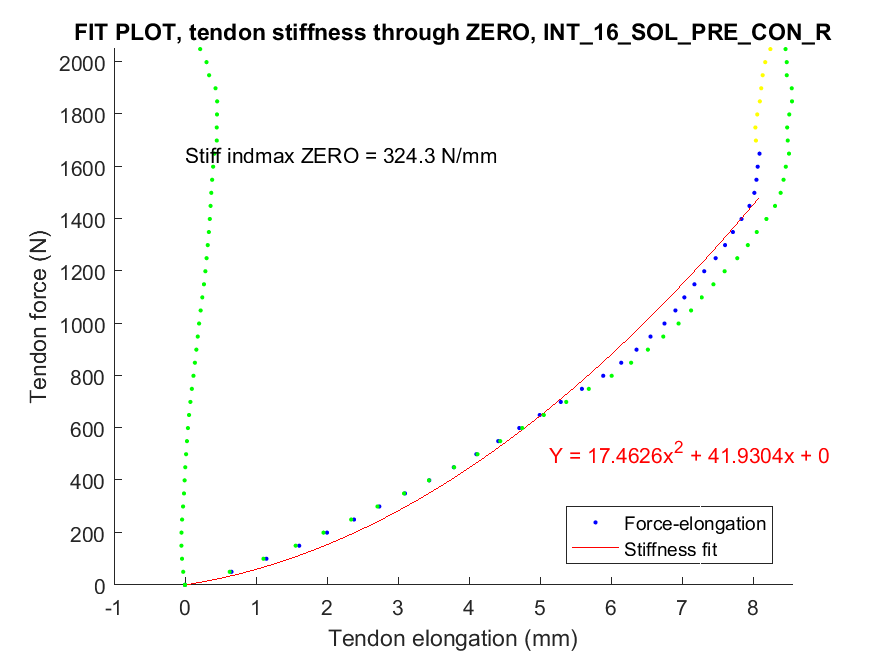 FIT PLOT, tendon stiffness through ZERO, INT_16_SOL_PRE_CON_R
2000
1800
Stiff indmax ZERO = 324.3 N/mm
1600
1400
1200
1000
800
600
Y = 17.4626x² + 41.9304x + 0
400
200
0
Force-elongation
Stiffness fit
-1 0 1 2 3 4 5 6 7 8
Tendon elongation (mm)
Tendon force (N)